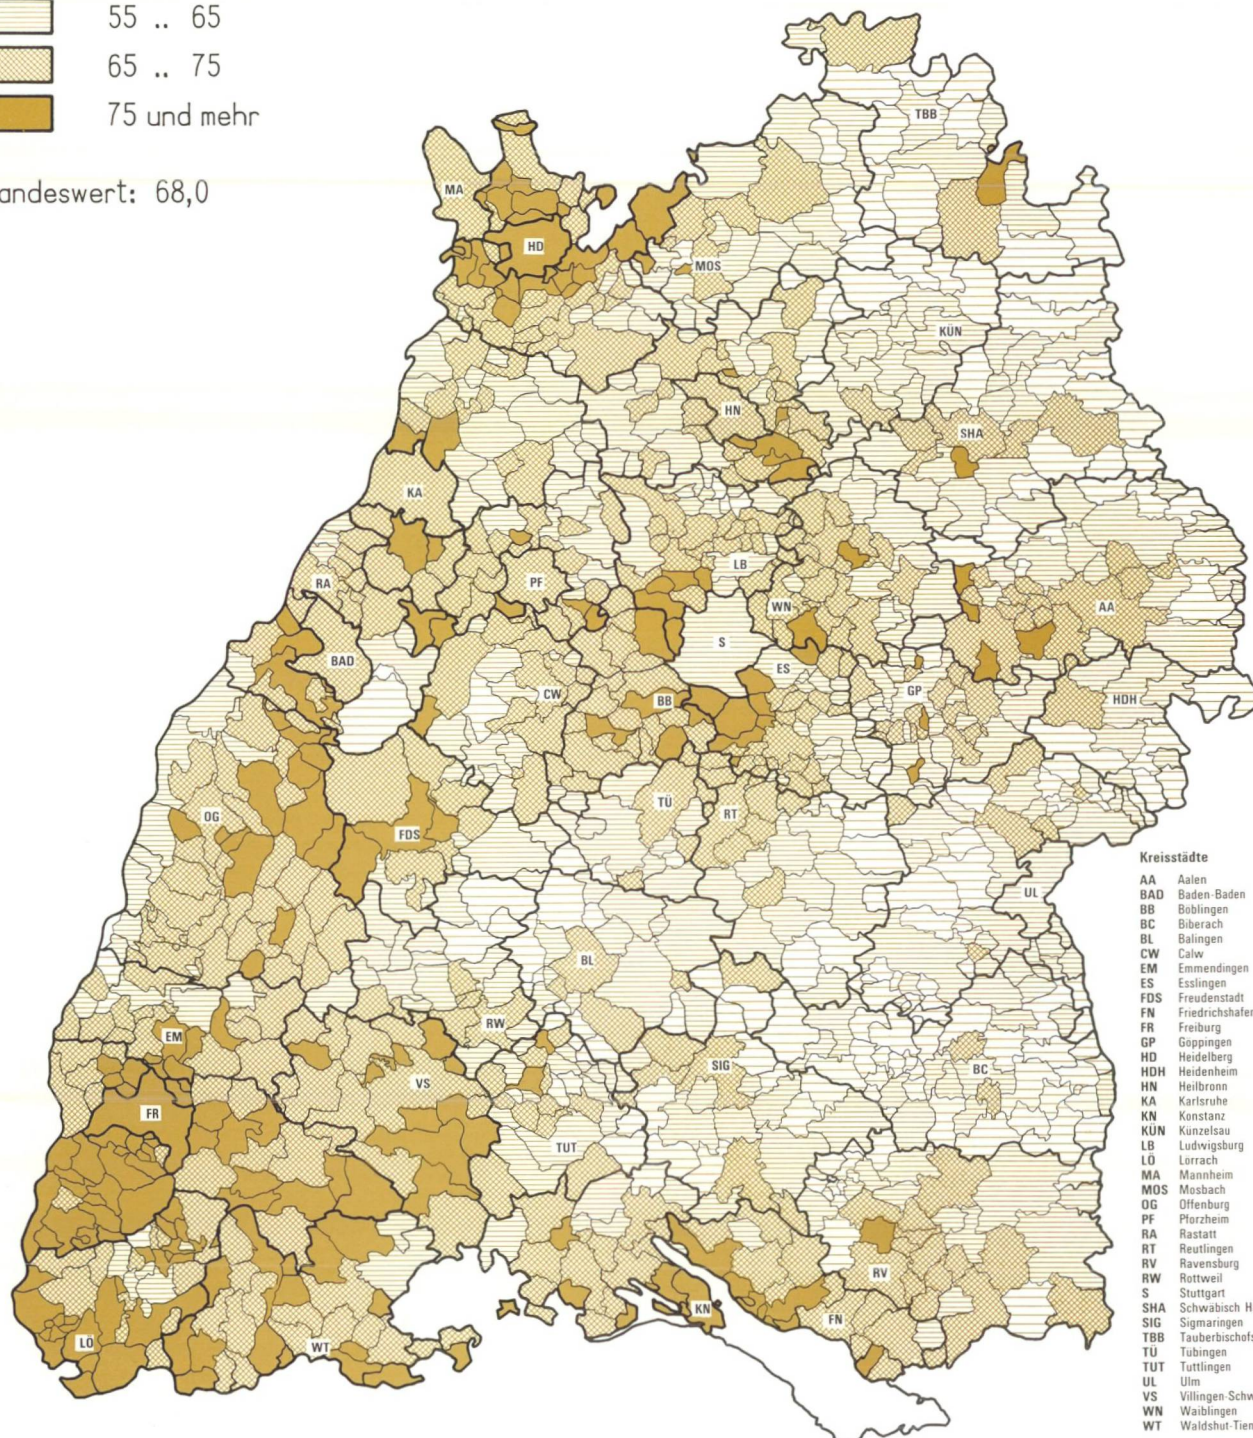 55 .. 65
65 .. 75
75 und mehr
andeswert: 68,0
TBB
MA
HD
MOS
KÜN
HN
SHA
KA
LB
PF
RA
WN
AA
S
BAD
ES
CW
GP
BB
HDH
TÜ
RT
OG
FDS
UL
BL
RW
EM
SIG
BC
VS
FR
TUT
RV
KN
FN
LÖ
WT
Kreisstädte
AA Aalen
BAD Baden-Baden
BB Böblingen
BC Biberach
BL Balingen
CW Calw
EM Emmendingen
ES Esslingen
FDS Freudenstadt
FN Friedrichshafen
FR Freiburg
GP Göppingen
HD Heidelberg
HDH Heidenheim
HN Heilbronn
KA Karlsruhe
KN Konstanz
KÜN Künzelsau
LB Ludwigsburg
LÖ Lörrach
MA Mannheim
MOS Mosbach
OG Offenburg
PF Pforzheim
RA Rastatt
RT Reutlingen
RV Ravensburg
RW Rottweil
S Stuttgart
SHA Schwäbisch H
SIG Sigmaringen
TBB Tauberbischofs
TÜ Tübingen
TUT Tuttlingen
UL Ulm
VS Villingen-Schw
WN Waiblingen
WT Waldshut-Tien